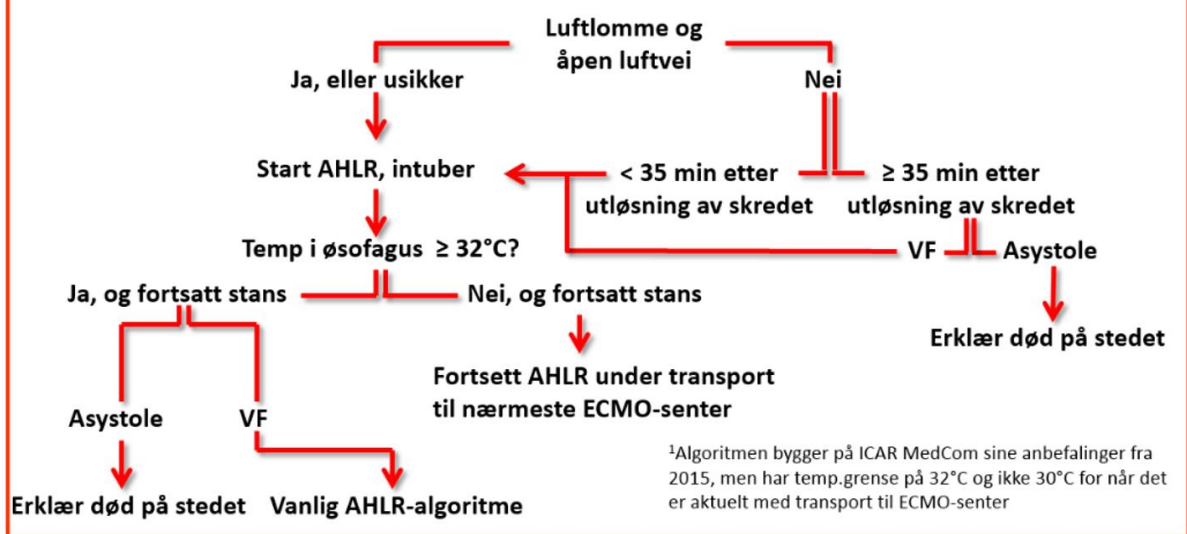 Luftlomme og
åpen luftvei
Ja, eller usikker
Nei
Start AHLR, intuber
< 35 min etter
utløsning av skredet
≥ 35 min etter
utløsning av skredet
Temp i øsofagus ≥ 32°C?
VF
Asystole
Ja, og fortsatt stans
Nei, og fortsatt stans
Erklær død på stedet
Fortsett AHLR under transport
til nærmeste ECMO-senter
Asystole
VF
Erklær død på stedet
Vanlig AHLR-algoritme
¹Algoritmen bygger på ICAR MedCom sine anbefalinger fra
2015, men har temp.grense på 32°C og ikke 30°C for når det
er aktuelt med transport til ECMO-senter